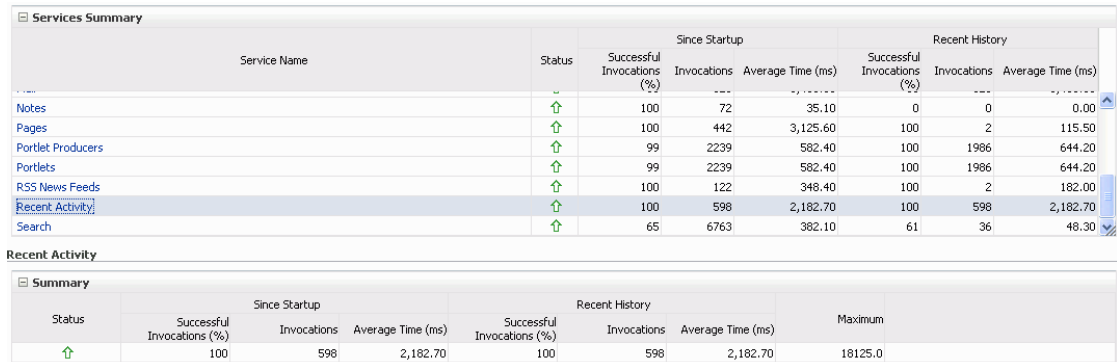 Services Summary
Since Startup Recent History
Service Name Status Successful Invocations (%) Invocations Average Time (ms) Successful Invocations (%) Invocations Average Time (ms)
Notes 100 72 35.10 0 0 0.00
Pages 100 442 3,125.60 100 2 115.50
Portlet Producers 99 2239 582.40 100 1986 644.20
Portlets 99 2239 582.40 100 1986 644.20
RSS News Feeds 100 122 348.40 100 2 182.00
Recent Activity 100 598 2,182.70 100 598 2,182.70
Search 65 6763 382.10 61 36 48.30
Recent Activity
Summary
Since Startup Recent History
Status Successful Invocations (%) Invocations Average Time (ms) Successful Invocations (%) Invocations Average Time (ms) Maximum
100 598 2,182.70 100 598 2,182.70 18125.0